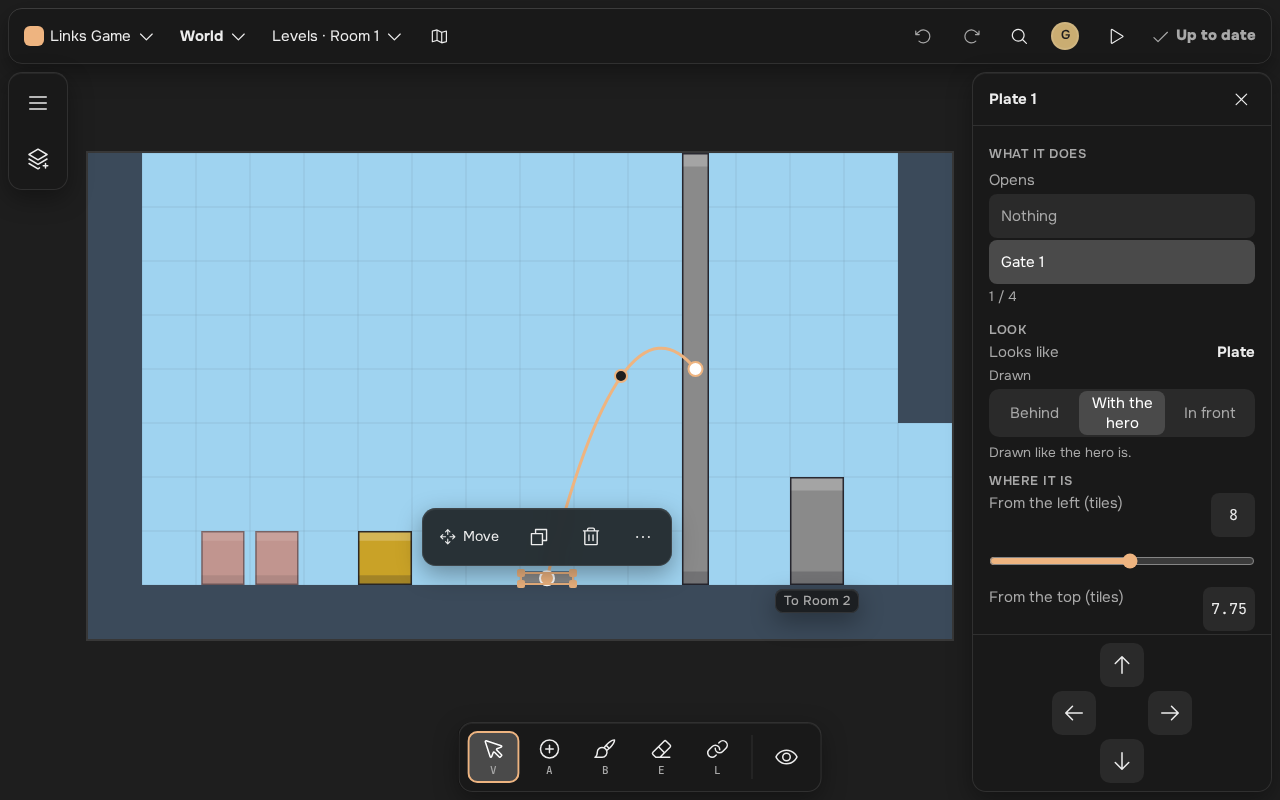 Links Game
World
Levels · Room 1
G
Up to date
Plate 1
WHAT IT DOES
Opens
Nothing
Gate 1
1 / 4
LOOK
Looks like
Plate
Drawn
Behind
With the
hero
In front
Drawn like the hero is.
WHERE IT IS
From the left (tiles)
8
From the top (tiles)
7.75
Move
To Room 2
V
A
B
E
L